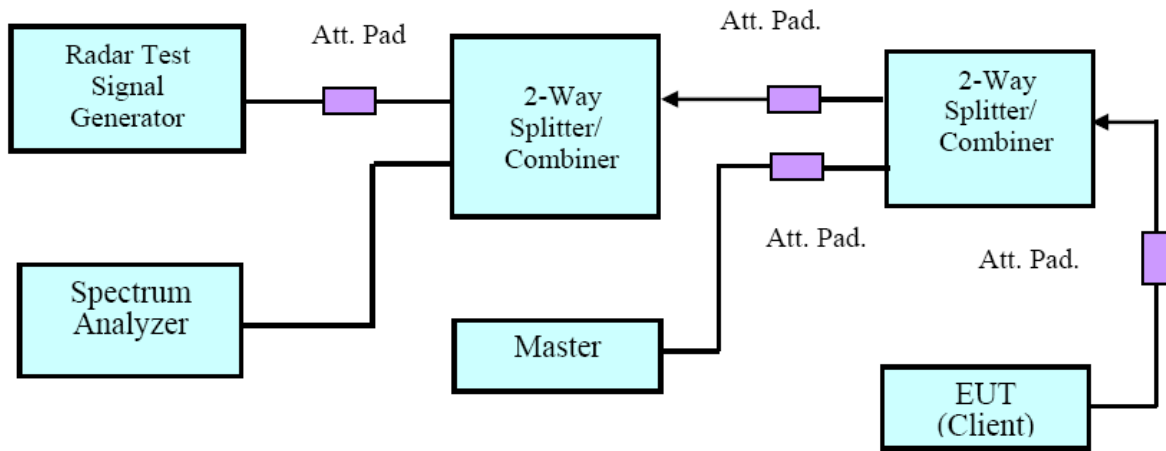 Radar Test
Signal
Generator
Att. Pad
2-Way
Splitter/
Combiner
Att. Pad.
2-Way
Splitter/
Combiner
Att. Pad.
Att. Pad.
Spectrum
Analyzer
Master
EUT
(Client)